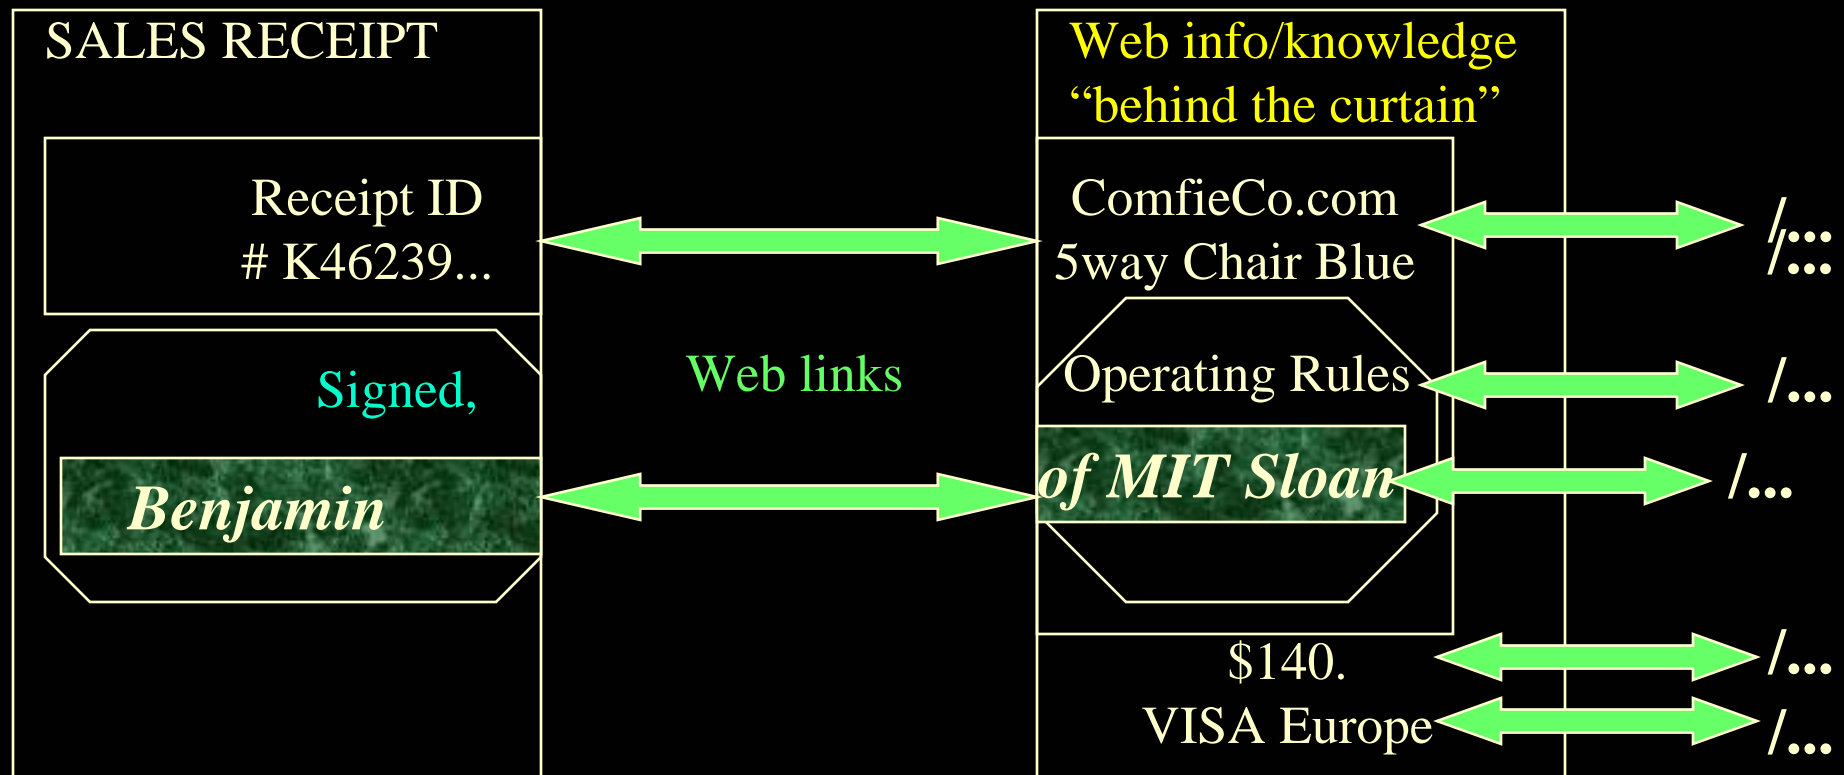 SALES RECEIPT
Receipt ID
# K46239...
Signed,
Benjamin
Web links
Web info/knowledge
“behind the curtain”
ComfieCo.com
5way Chair Blue
Operating Rules
of MIT Sloan
$140.
VISA Europe
/...
/...
/...
/...
/...
/...